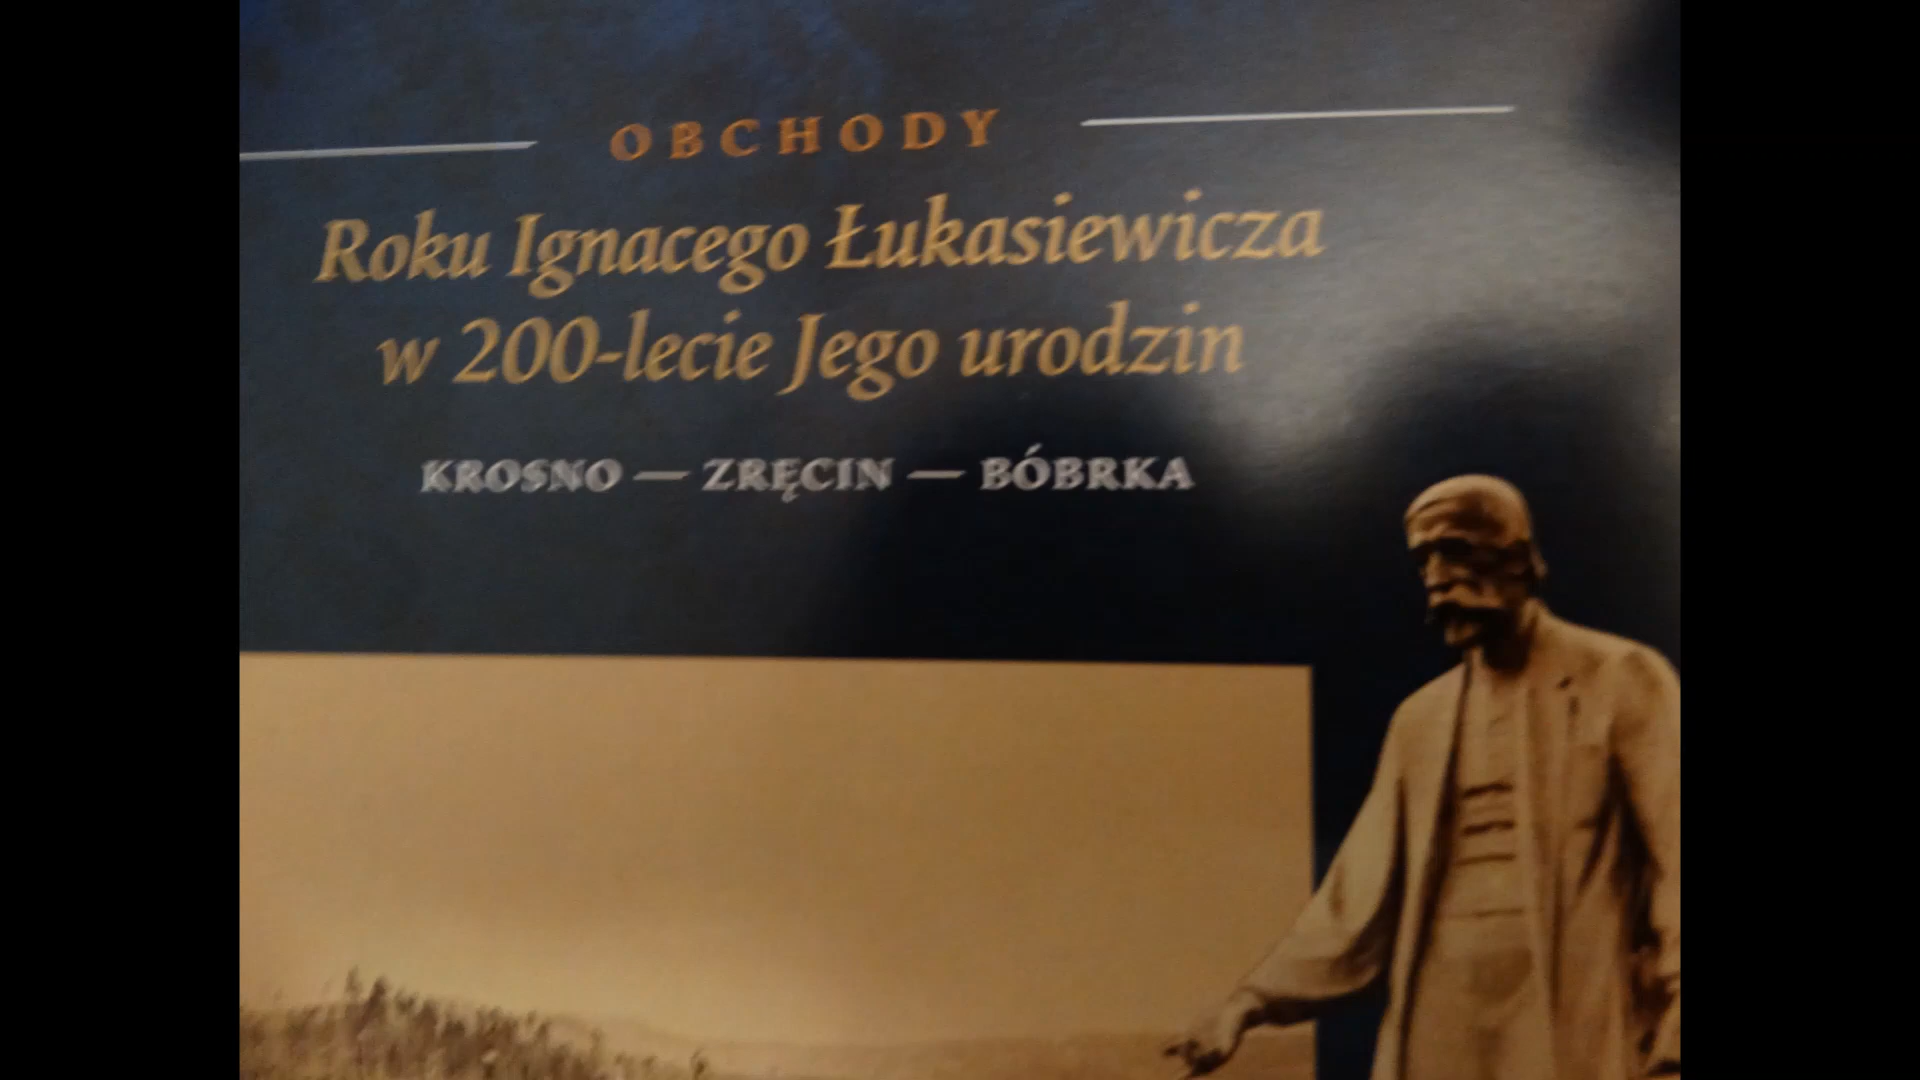 OBCHODY
Roku Ignacego Łukasiewicza
w 200-lecie Jego urodzin
KROSNO — ZRĘCIN — BÓBRKA